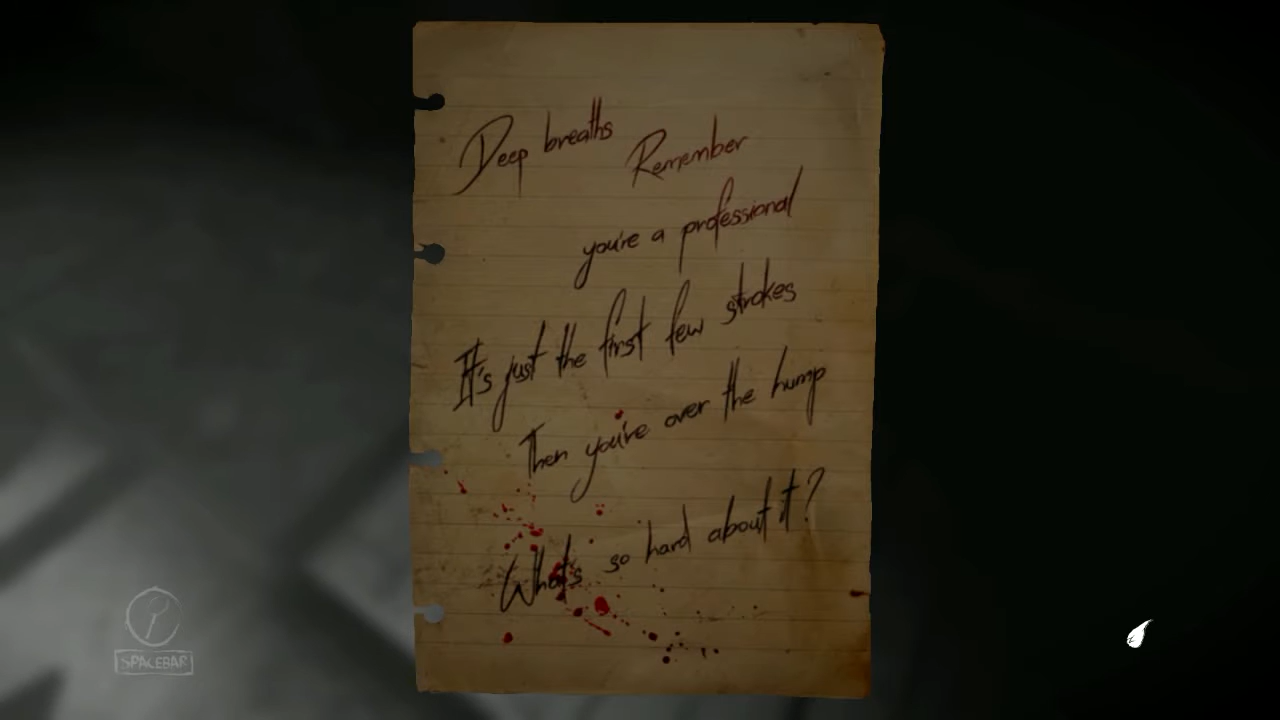 Deep breaths
Remember
you're a professional
It's just the first few strokes
Then you're over the hump
What's so hard about it?
SPACEBAR